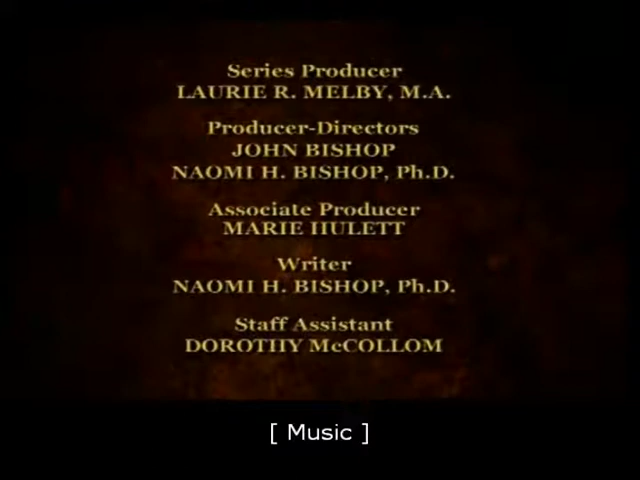 Series Producer
LAURIE R. MELBY, M.A.
Producer-Directors
JOHN BISHOP
NAOMI H. BISHOP, Ph.D.
Associate Producer
MARIE HULETT
Writer
NAOMI H. BISHOP, Ph.D.
Staff Assistant
DOROTHY McCOLLOM
[ Music ]